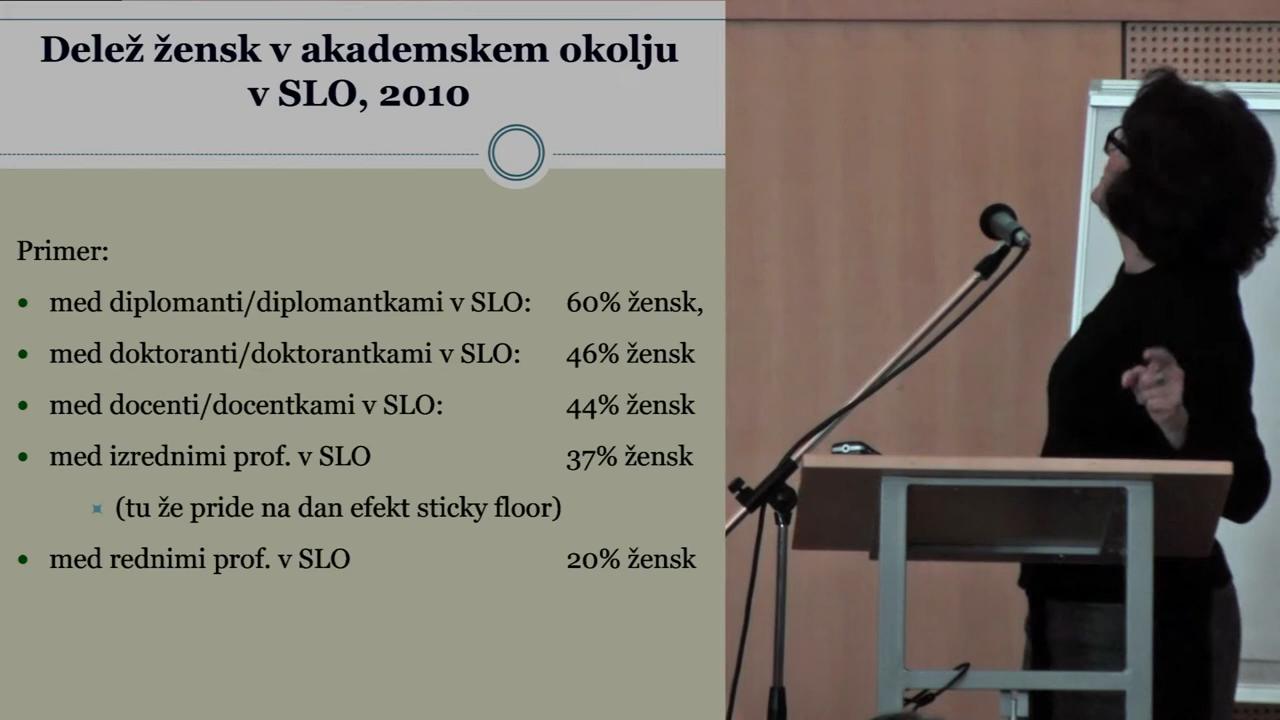 Delež žensk v akademskem okolju
v SLO, 2010
Primer:
• med diplomanti/diplomantkami v SLO: 60% žensk,
• med doktoranti/doktorantkami v SLO: 46% žensk
• med docenti/docentkami v SLO: 44% žensk
• med izrednimi prof. v SLO 37% žensk
(tu že pride na dan efekt sticky floor)
• med rednimi prof. v SLO 20% žensk